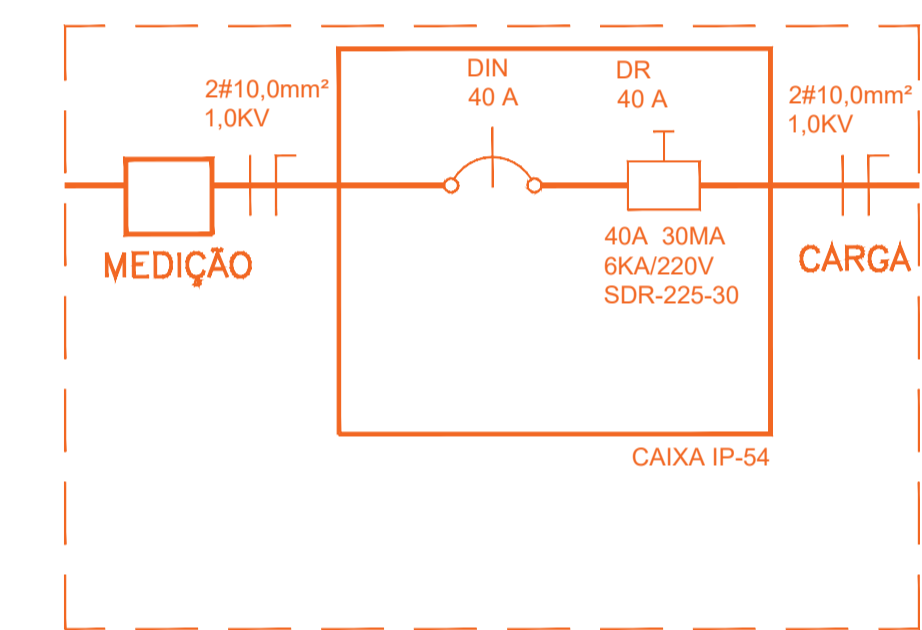 2#10,0mm²
1,0KV
MEDIÇÃO
DIN
40 A
DR
40 A
40A 30MA
6KA/220V
SDR-225-30
CAIXA IP-54
2#10,0mm²
1,0KV
CARGA